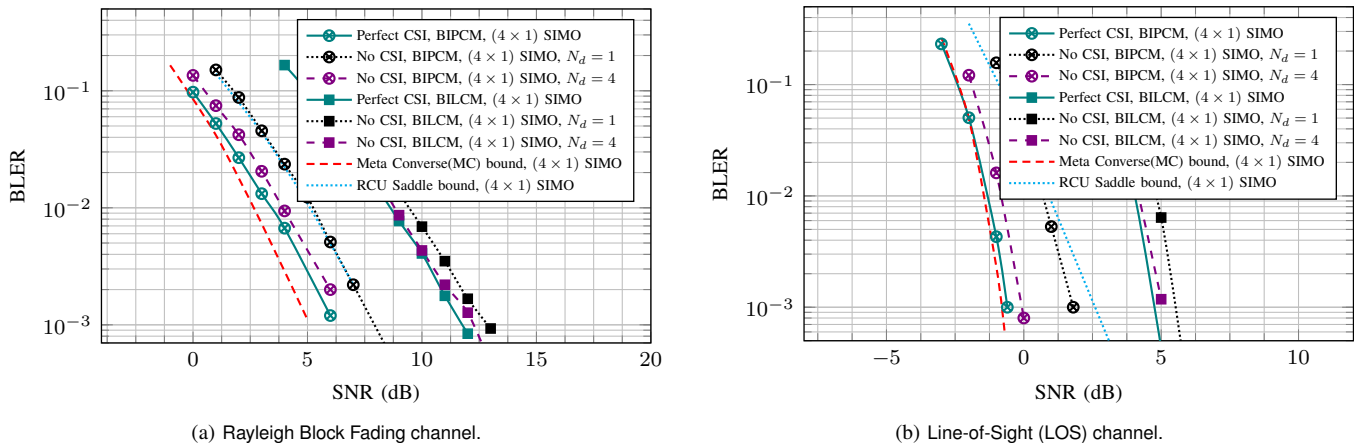 Perfect CSI, BIPCM, (4 × 1) SIMO
No CSI, BIPCM, (4 × 1) SIMO, N_d = 1
No CSI, BIPCM, (4 × 1) SIMO, N_d = 4
Perfect CSI, BILCM, (4 × 1) SIMO
No CSI, BILCM, (4 × 1) SIMO, N_d = 1
No CSI, BILCM, (4 × 1) SIMO, N_d = 4
Meta Converse(MC) bound, (4 × 1) SIMO
RCU Saddle bound, (4 × 1) SIMO
BLER
10^{-1}
10^{-2}
10^{-3}
0 5 10 15 20
SNR (dB)
(a) Rayleigh Block Fading channel.
Perfect CSI, BIPCM, (4 × 1) SIMO
No CSI, BIPCM, (4 × 1) SIMO, N_d = 1
No CSI, BIPCM, (4 × 1) SIMO, N_d = 4
Perfect CSI, BILCM, (4 × 1) SIMO
No CSI, BILCM, (4 × 1) SIMO, N_d = 1
No CSI, BILCM, (4 × 1) SIMO, N_d = 4
Meta Converse(MC) bound, (4 × 1) SIMO
RCU Saddle bound, (4 × 1) SIMO
BLER
10^{-1}
10^{-2}
10^{-3}
−5 0 5 10
SNR (dB)
(b) Line-of-Sight (LOS) channel.